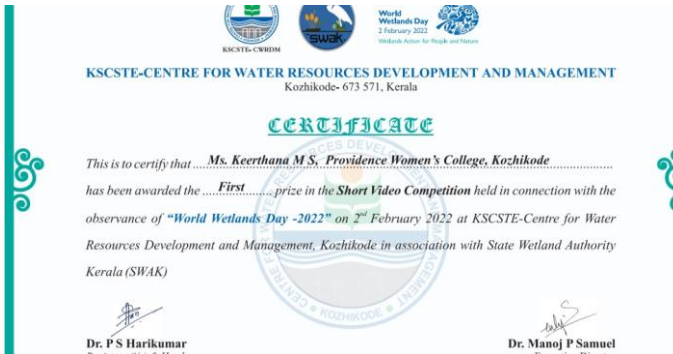 KSCSTE- CWRDM
swak
World
Wetlands Day
2 February 2022
Wetlands Action for People and Nature
KSCSTE-CENTRE FOR WATER RESOURCES DEVELOPMENT AND MANAGEMENT
Kozhikode- 673 571, Kerala
CERTIFICATE
This is to certify that ..... Ms. Keerthana M S, Providence Women's College, Kozhikode .....
has been awarded the ..... First ..... prize in the Short Video Competition held in connection with the
observance of “World Wetlands Day -2022” on 2nd February 2022 at KSCSTE-Centre for Water
Resources Development and Management, Kozhikode in association with State Wetland Authority
Kerala (SWAK)
Dr. P S Harikumar
Dr. Manoj P Samuel